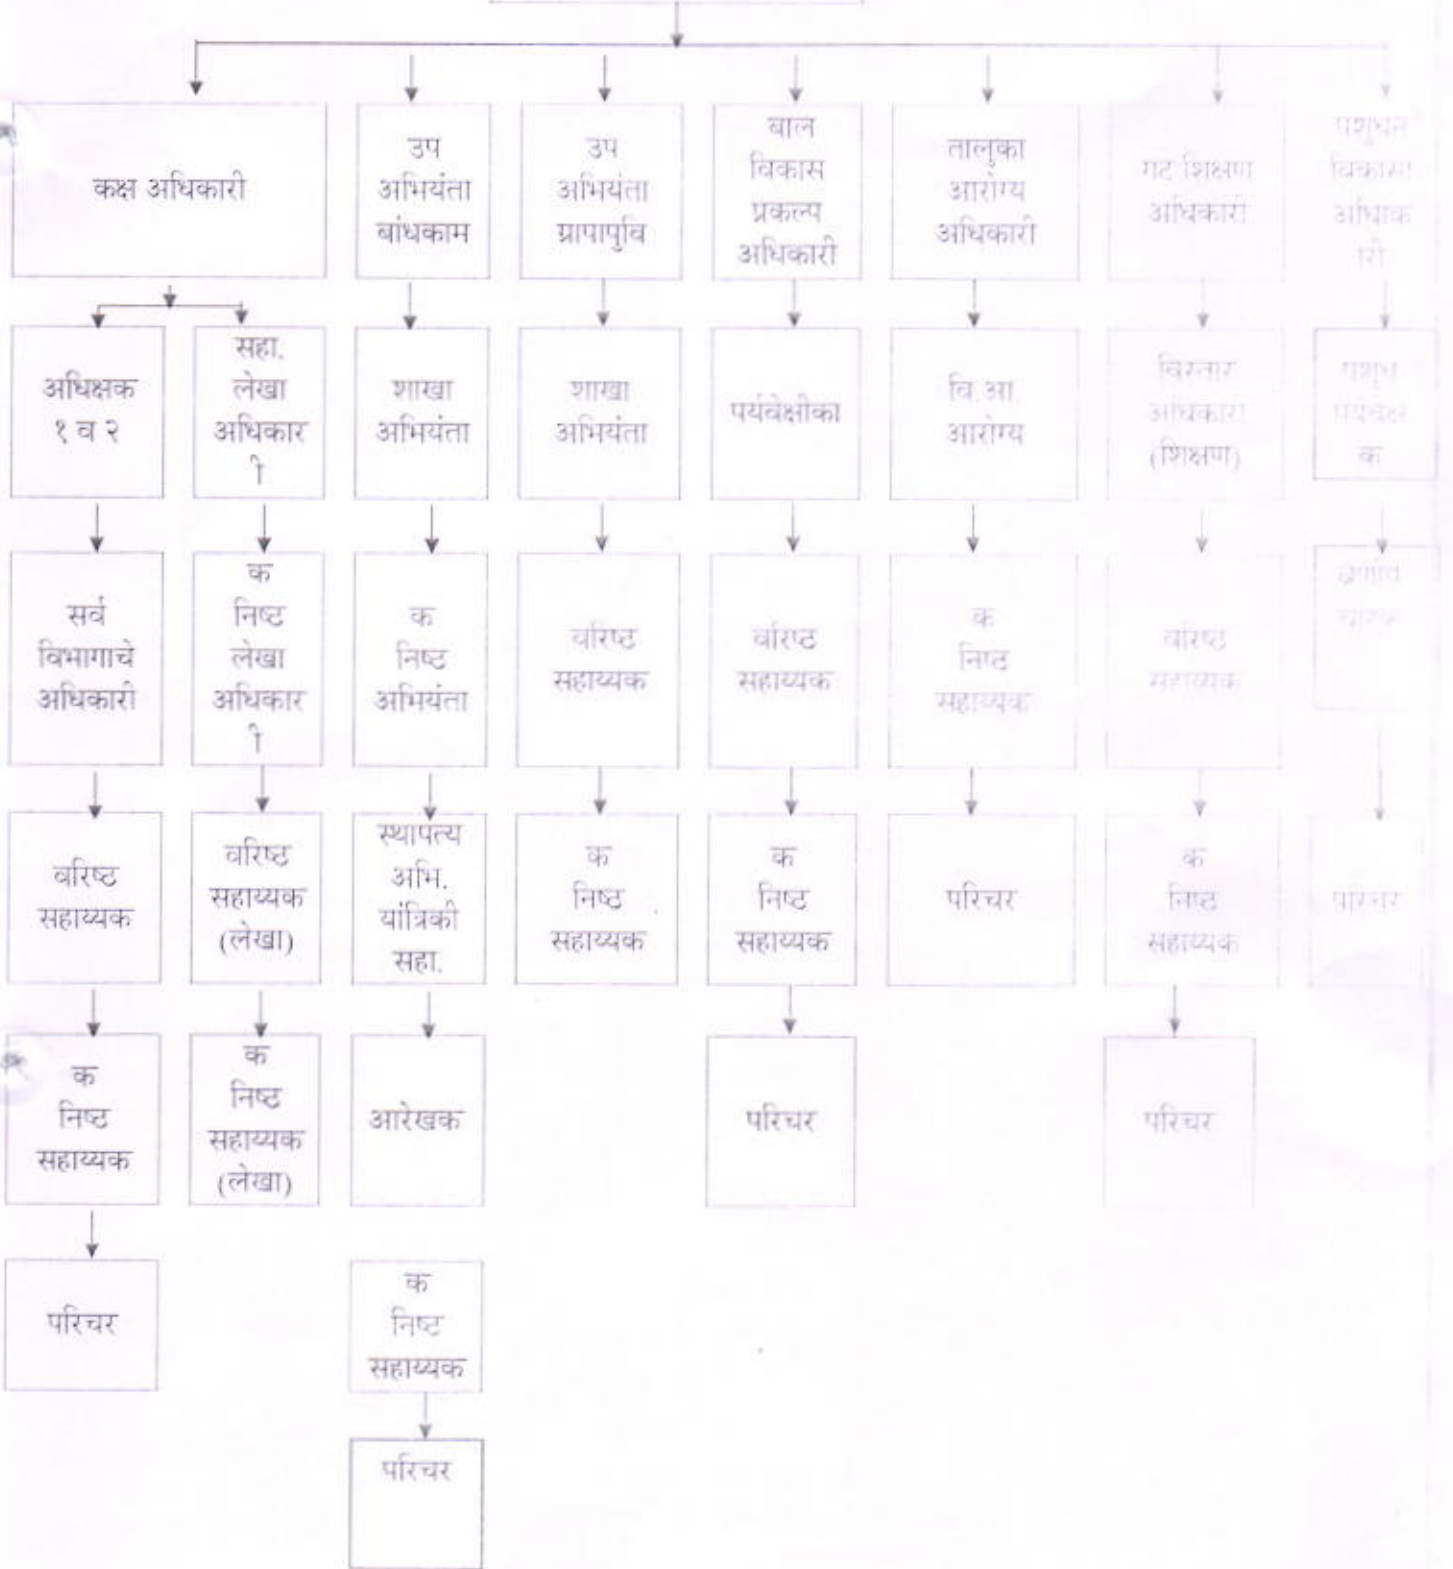 कक्ष अधिकारी
उप
अभियंता
बांधकाम
उप
अभियंता
ग्रापापुवि
बाल
विकास
प्रकल्प
अधिकारी
तालुका
आरोग्य
अधिकारी
गट शिक्षण
अधिकारी
पशुधन
विकास
अधिक
री
अधिक्षक
१ व २
सहा.
लेखा
अधिकार
ी
शाखा
अभियंता
शाखा
अभियंता
पर्यवेक्षीका
वि.आ.
आरोग्य
विस्तार
अधिकारी
(शिक्षण)
क
सर्व
विभागाचे
अधिकारी
क
निष्ट
लेखा
अधिकार
ी
क
निष्ट
अभियंता
वरिष्ट
सहाय्यक
वरिष्ट
सहाय्यक
क
निष्ट
सहाय्यक
वरिष्ट
सहाय्यक
वरिष्ट
सहाय्यक
वरिष्ट
सहाय्यक
(लेखा)
स्थापत्य
अभि.
यांत्रिकी
सहा.
क
निष्ट
सहाय्यक
क
निष्ट
सहाय्यक
परिचर
क
निष्ट
सहाय्यक
परिचर
क
निष्ट
सहाय्यक
क
निष्ट
सहाय्यक
(लेखा)
आरेखक
परिचर
परिचर
परिचर
क
निष्ट
सहाय्यक
परिचर